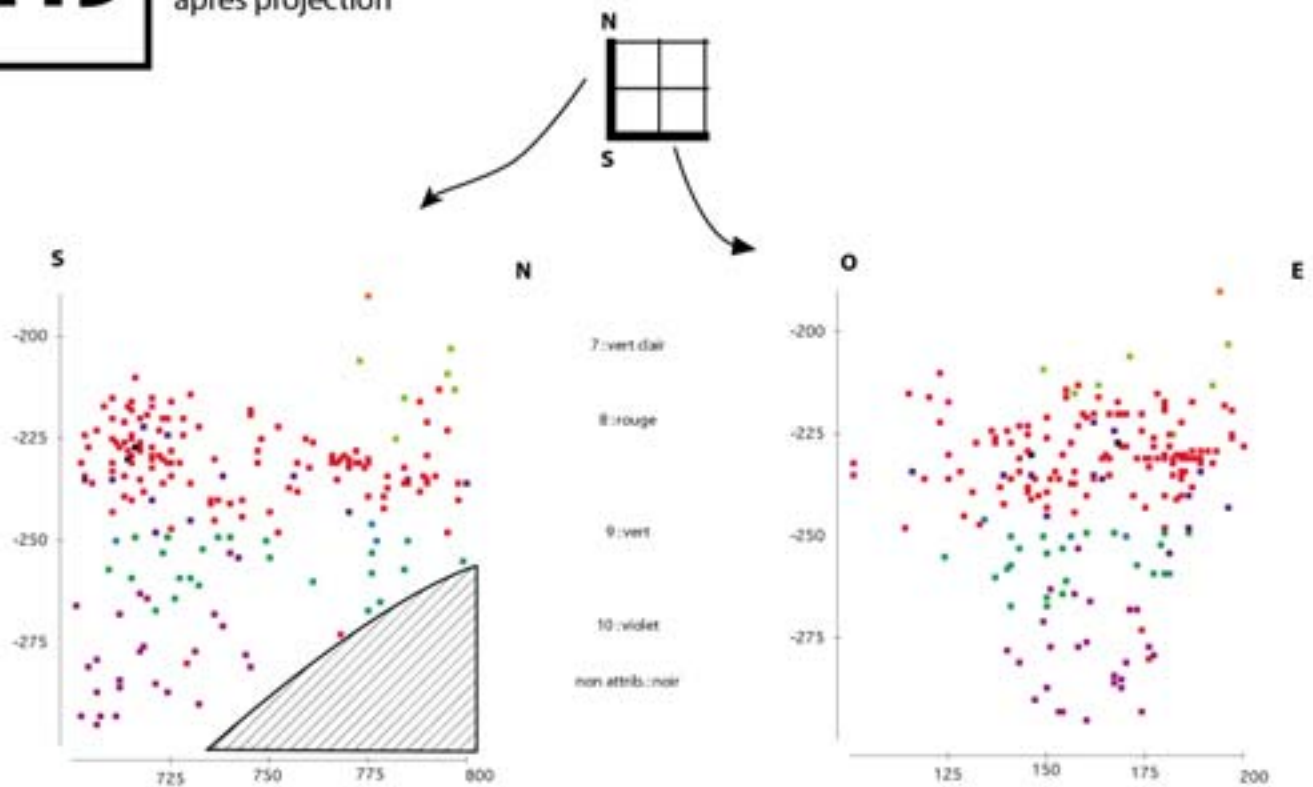 après projection
N
S
S
N
O
E
-200
-225
-250
-275
725
750
775
800
7 :vert clair
8 :rouge
9 :vert
10 :violet
non attrib. :noir
-200
-225
-250
-275
125
150
175
200